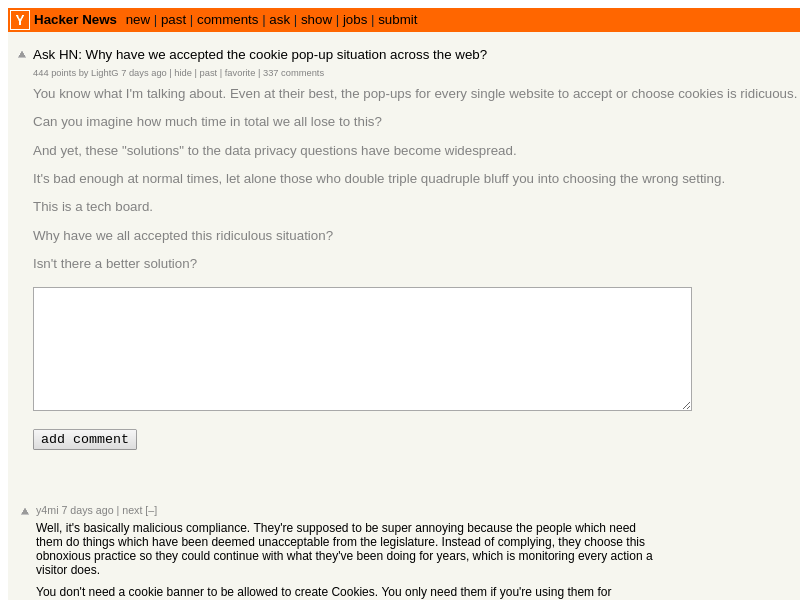 Y Hacker News new | past | comments | ask | show | jobs | submit
Ask HN: Why have we accepted the cookie pop-up situation across the web?
444 points by LightG 7 days ago | hide | past | favorite | 337 comments
You know what I'm talking about. Even at their best, the pop-ups for every single website to accept or choose cookies is ridicuous.
Can you imagine how much time in total we all lose to this?
And yet, these "solutions" to the data privacy questions have become widespread.
It's bad enough at normal times, let alone those who double triple quadruple bluff you into choosing the wrong setting.
This is a tech board.
Why have we all accepted this ridiculous situation?
Isn't there a better solution?
add comment
y4mi 7 days ago | next [–]
Well, it's basically malicious compliance. They're supposed to be super annoying because the people which need
them do things which have been deemed unacceptable from the legislature. Instead of complying, they choose this
obnoxious practice so they could continue with what they've been doing for years, which is monitoring every action a
visitor does.
You don't need a cookie banner to be allowed to create Cookies. You only need them if you're using them for